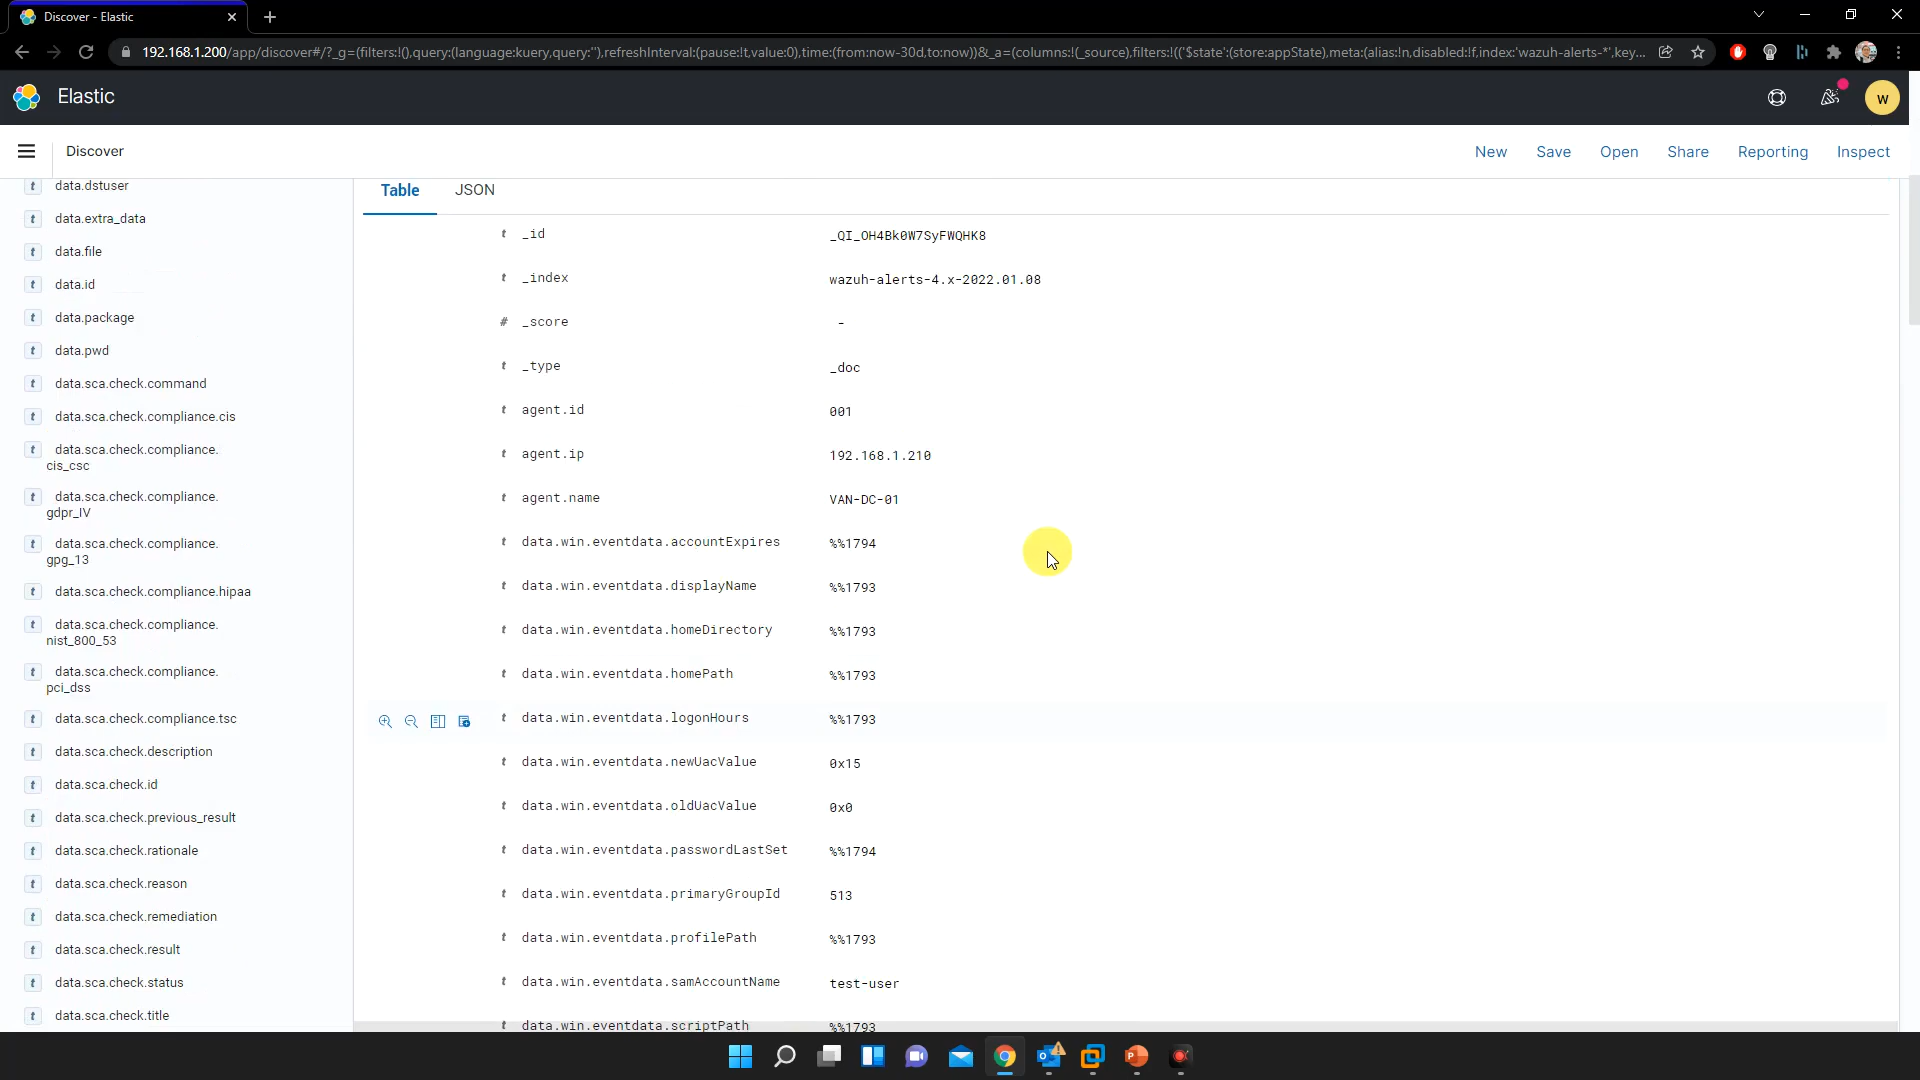 Discover - Elastic
192.168.1.200/app/discover#/?_g=(filters:!(),query:(language:kuery,query:''),refreshInterval:(pause:!t,value:0),time:(from:now-30d,to:now))&_a=(columns:!(_source),filters:!(('$state':(store:appState),meta:(alias:!n,disabled:!f,index:'wazuh-alerts-*',key...
Elastic
w
Discover
New Save Open Share Reporting Inspect
t data.dstuser
t data.extra_data
t data.file
t data.id
t data.package
t data.pwd
t data.sca.check.command
t data.sca.check.compliance.cis
t data.sca.check.compliance.
cis_csc
t data.sca.check.compliance.
gdpr_IV
t data.sca.check.compliance.
gpg_13
t data.sca.check.compliance.hipaa
t data.sca.check.compliance.
nist_800_53
t data.sca.check.compliance.
pci_dss
t data.sca.check.compliance.tsc
t data.sca.check.description
t data.sca.check.id
t data.sca.check.previous_result
t data.sca.check.rationale
t data.sca.check.reason
t data.sca.check.remediation
t data.sca.check.result
t data.sca.check.status
t data.sca.check.title
Table JSON
t _id _QI_OH4Bk0W7SyFWQHK8
t _index wazuh-alerts-4.x-2022.01.08
# _score -
t _type _doc
t agent.id 001
t agent.ip 192.168.1.210
t agent.name VAN-DC-01
t data.win.eventdata.accountExpires %%1794
t data.win.eventdata.displayName %%1793
t data.win.eventdata.homeDirectory %%1793
t data.win.eventdata.homePath %%1793
t data.win.eventdata.logonHours %%1793
t data.win.eventdata.newUacValue 0x15
t data.win.eventdata.oldUacValue 0x0
t data.win.eventdata.passwordLastSet %%1794
t data.win.eventdata.primaryGroupId 513
t data.win.eventdata.profilePath %%1793
t data.win.eventdata.samAccountName test-user
t data.win.eventdata.scriptPath %%1793